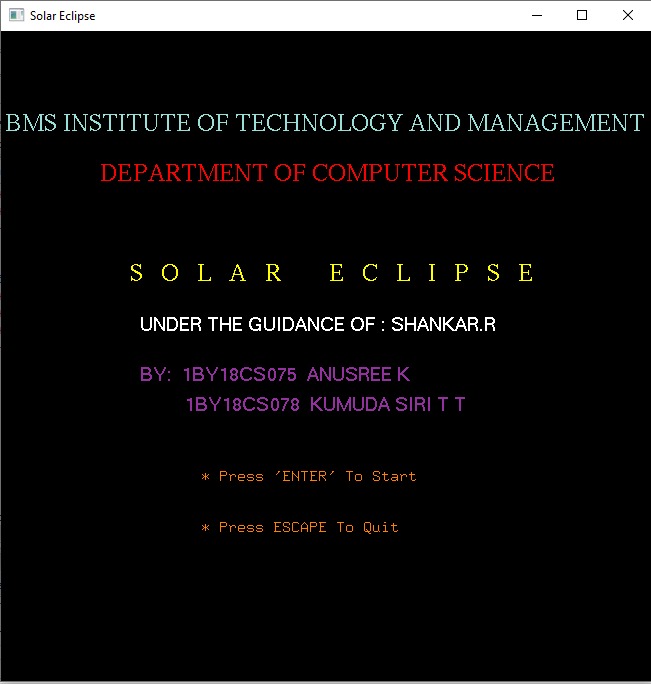 Solar Eclipse
BMS INSTITUTE OF TECHNOLOGY AND MANAGEMENT
DEPARTMENT OF COMPUTER SCIENCE
S O L A R   E C L I P S E
UNDER THE GUIDANCE OF : SHANKAR.R
BY:  1BY18CS075  ANUSREE K
1BY18CS078  KUMUDA SIRI T T
* Press 'ENTER' To Start
* Press ESCAPE To Quit